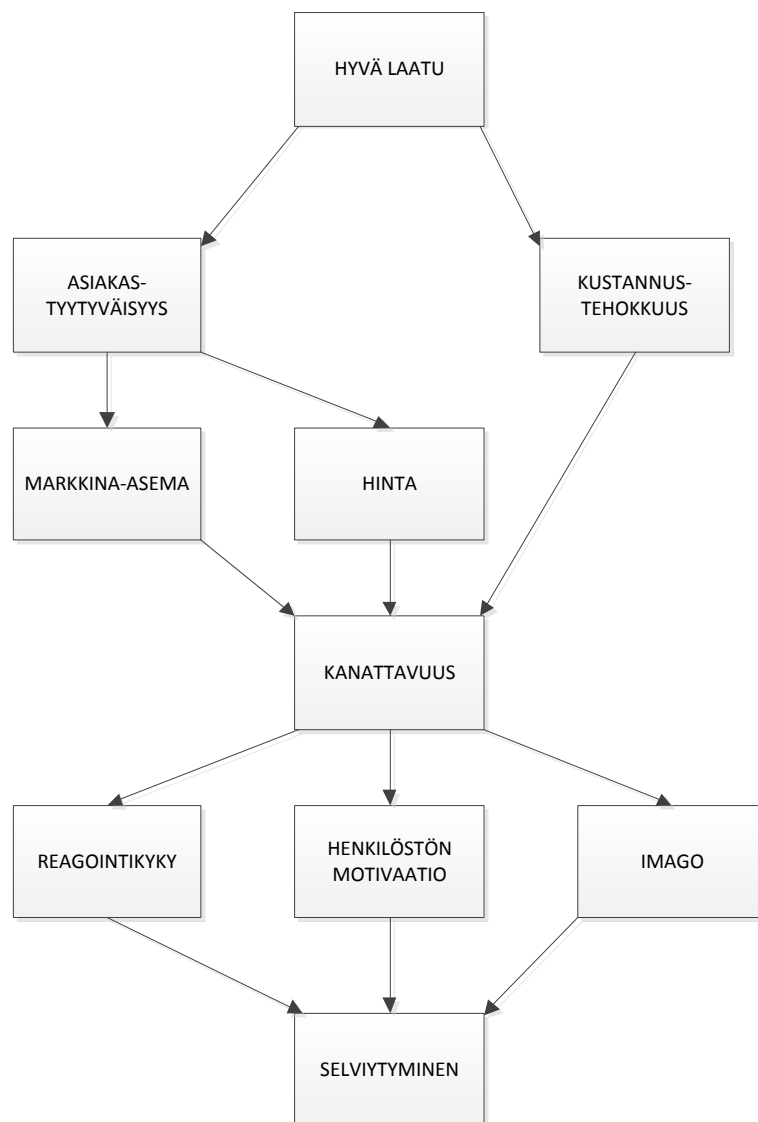 HYVÄ LAATU
ASIAKAS-
TYYTYVÄISYYS
KUSTANNUS-
TEHOKKUUS
MARKKINA-ASEMA
HINTA
KANATTAVUUS
REAGOINTIKYKY
HENKILÖSTÖN
MOTIVAATIO
IMAGO
SELVIYTYMINEN